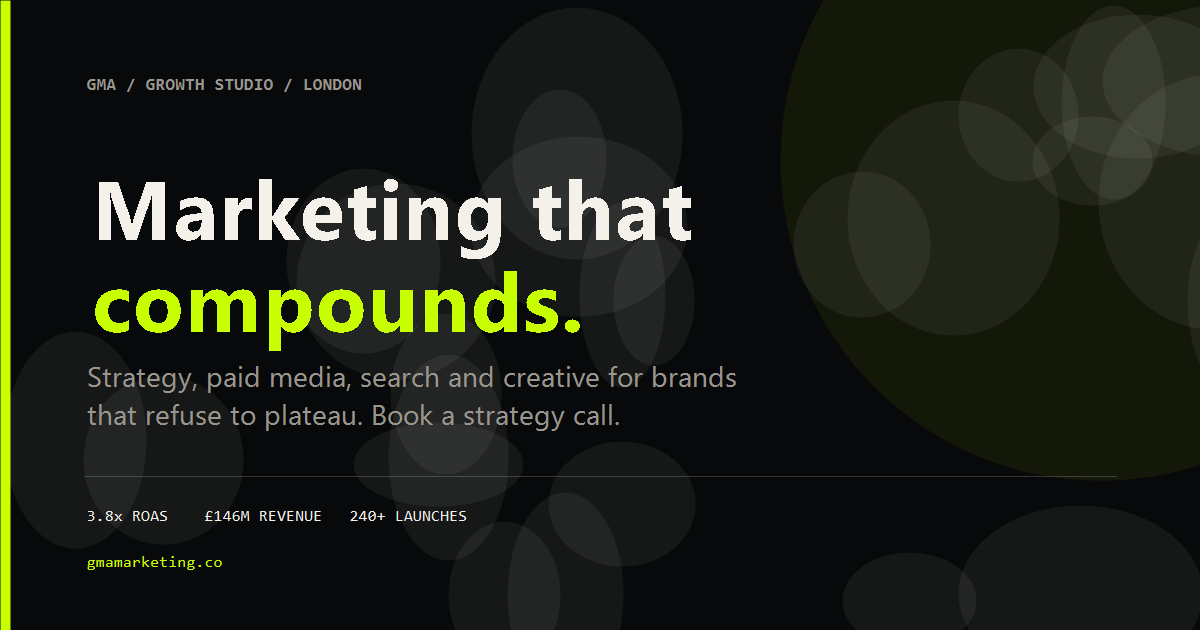 GMA / GROWTH STUDIO / LONDON
Marketing that
compounds.
Strategy, paid media, search and creative for brands
that refuse to plateau. Book a strategy call.
3.8x ROAS £146M REVENUE 240+ LAUNCHES
gmamarketing.co